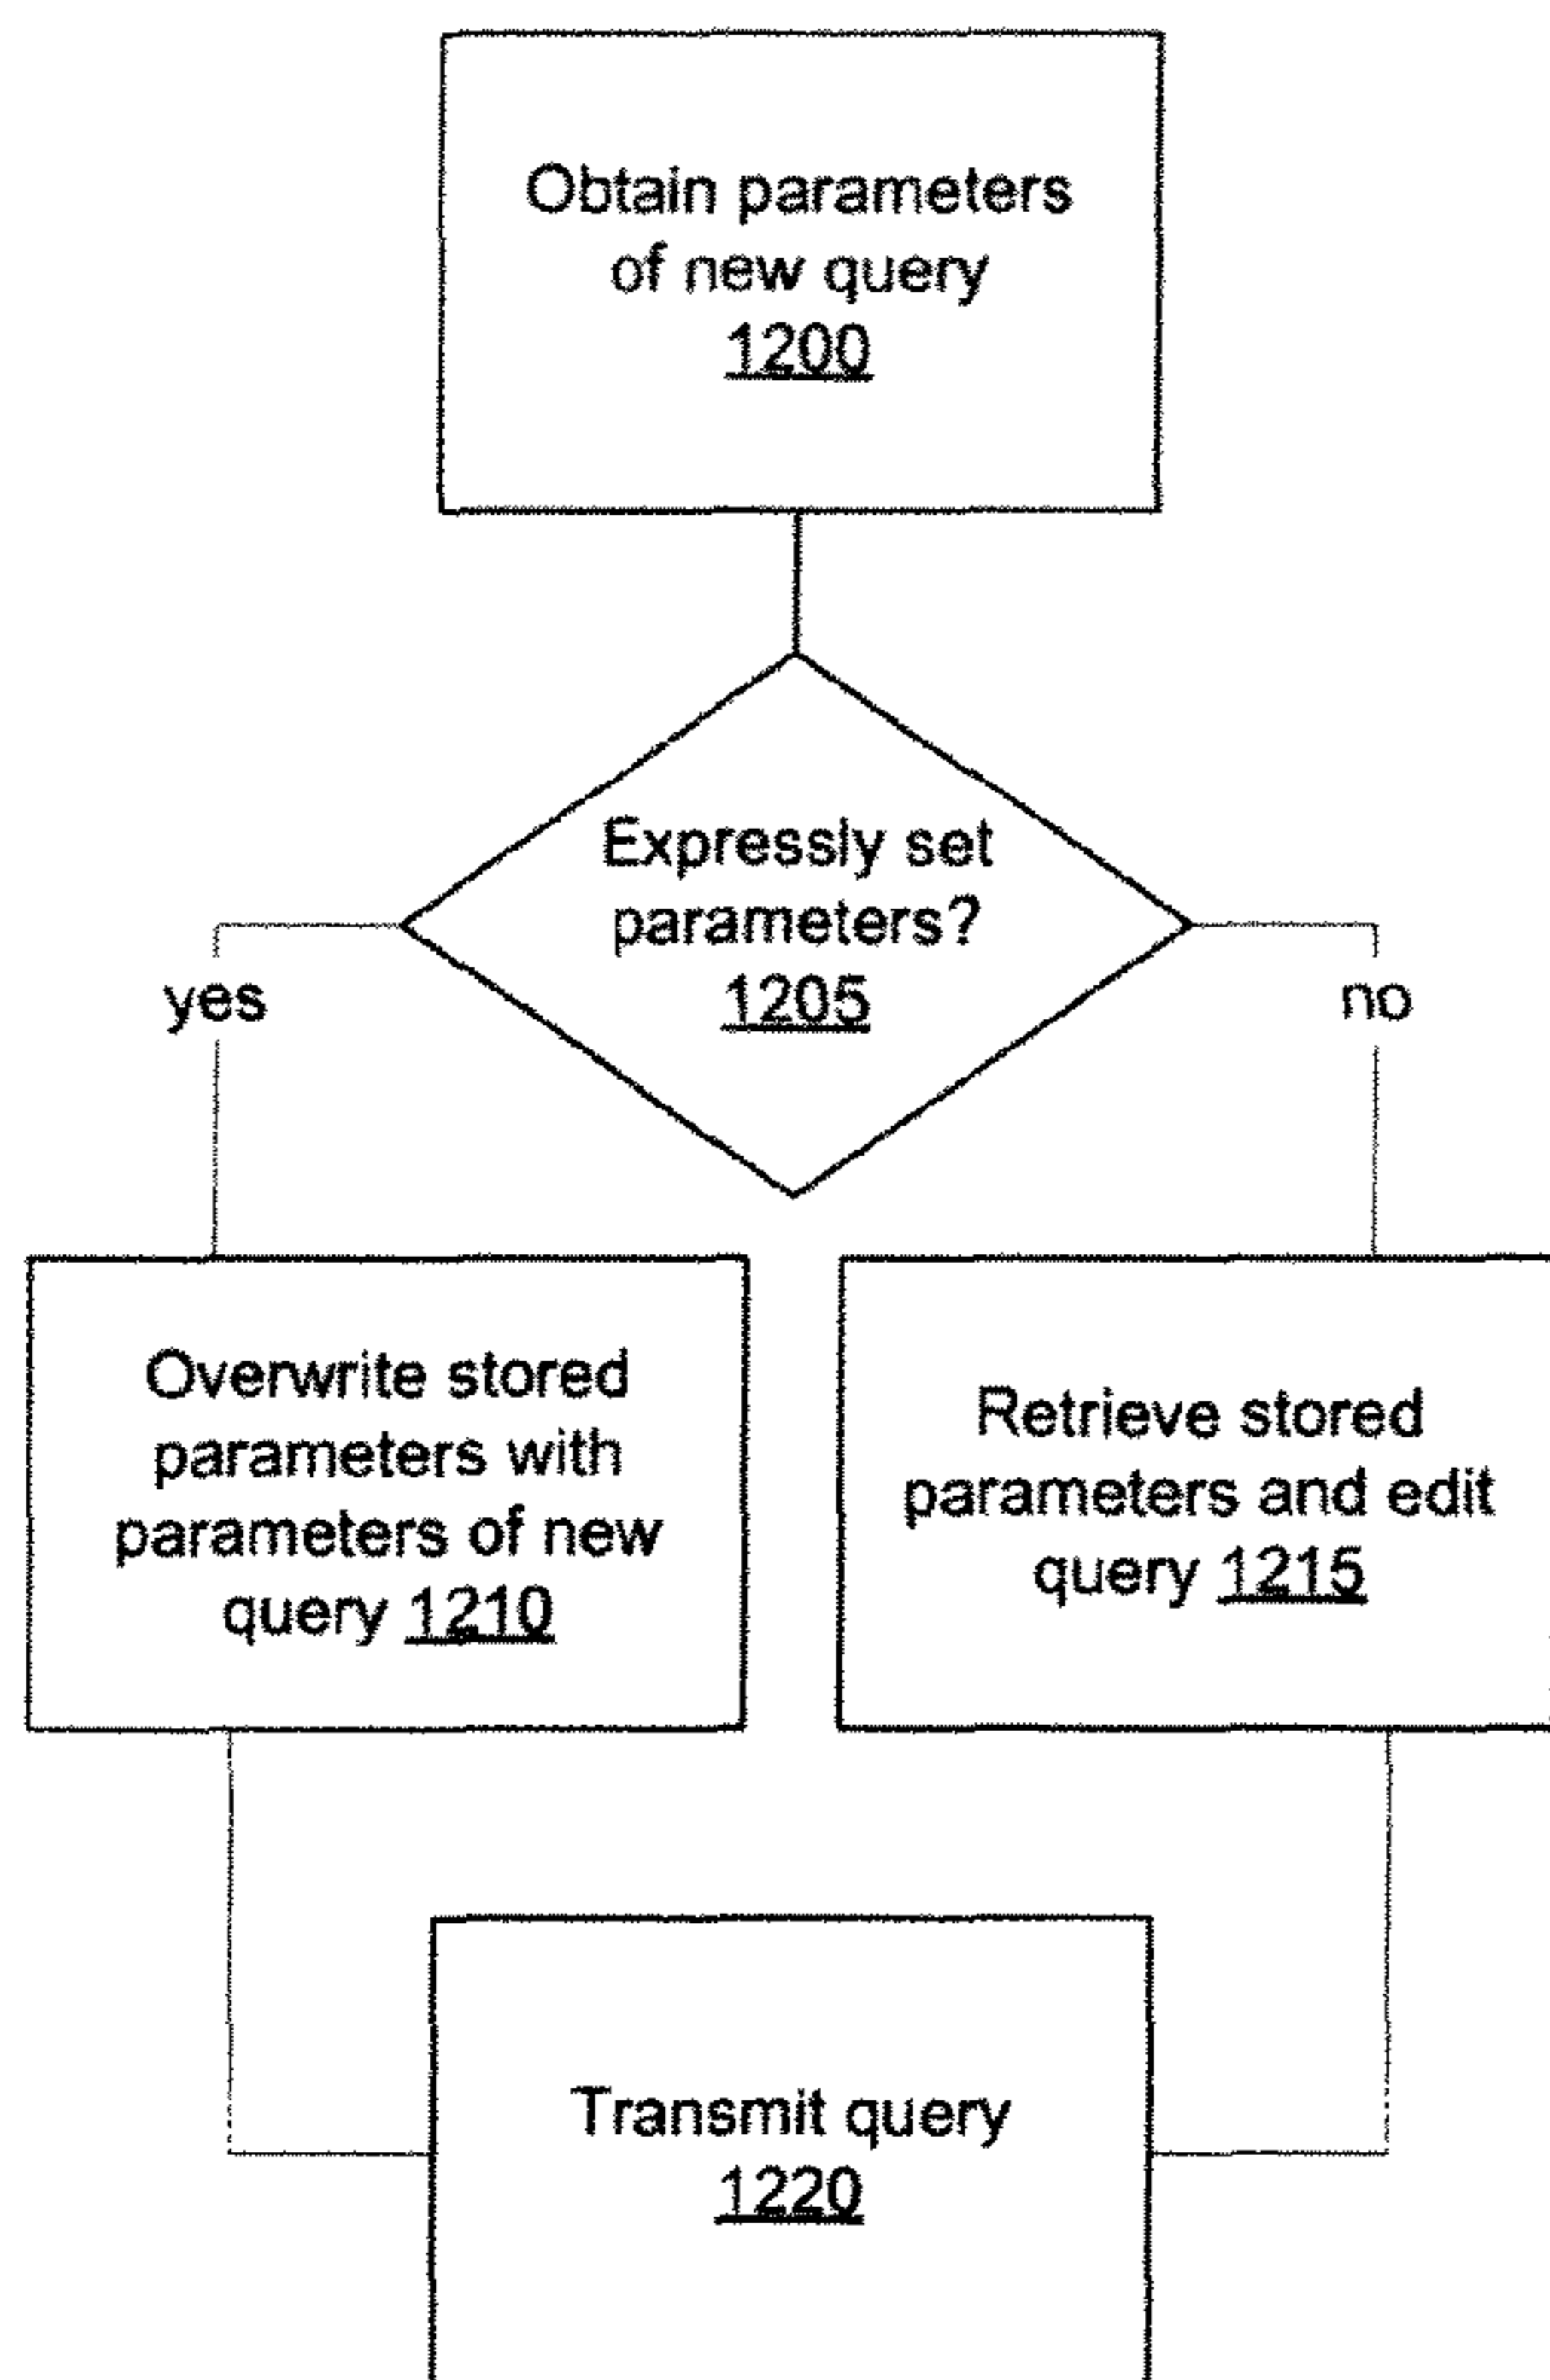 Obtain parameters
of new query
1200
Expressly set
parameters?
1205
yes
no
Overwrite stored
parameters with
parameters of new
query 1210
Retrieve stored
parameters and edit
query 1215
Transmit query
1220